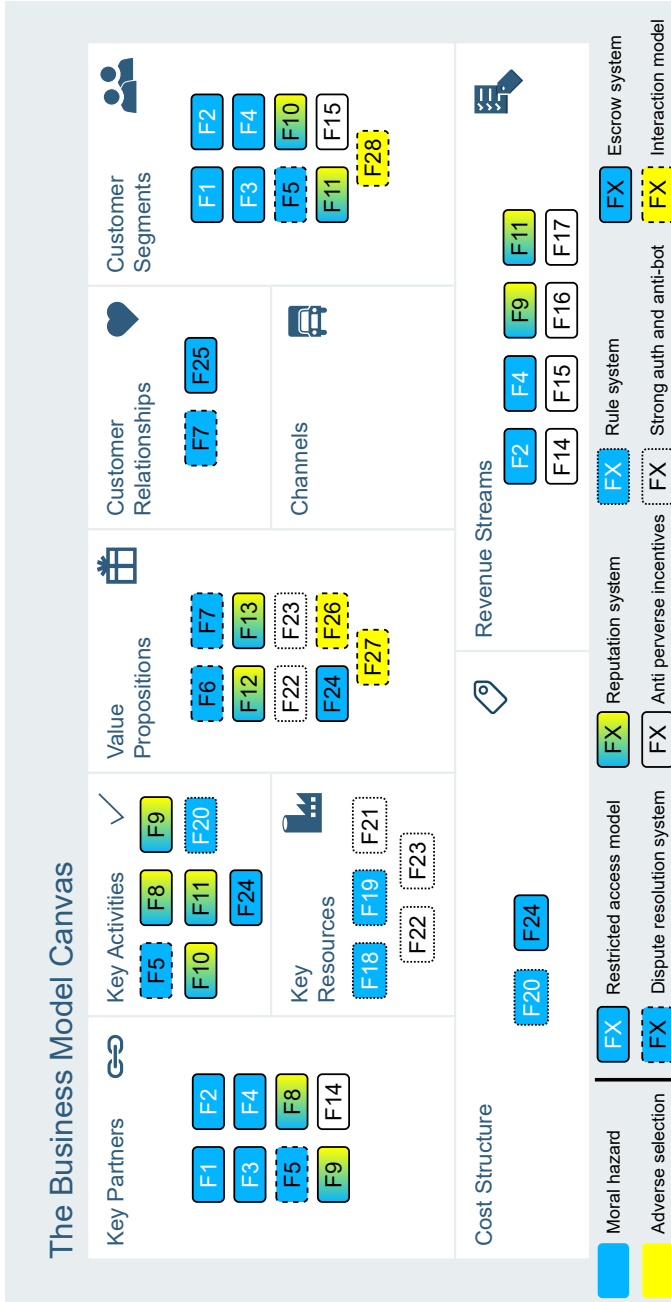 The Business Model Canvas
Key Partners
F1 F2
F3 F4
F5 F8
F9 F14
Key Activities
F5 F8 F9
F10 F11 F20
F24
Key
Resources
F18 F19 F21
F22 F23
Value
Propositions
F6 F7
F12 F13
F22 F23
F24 F26
F27
Customer
Relationships
F7 F25
Channels
Customer
Segments
F1 F2
F3 F4
F5 F10
F11 F15
F28
Cost Structure
F20 F24
Revenue Streams
F2 F4 F9 F11
F14 F15 F16 F17
Moral hazard
Adverse selection
FX Restricted access model
FX Dispute resolution system
FX Reputation system
FX Anti perverse incentives
FX Rule system
FX Strong auth and anti-bot
FX Escrow system
FX Interaction model